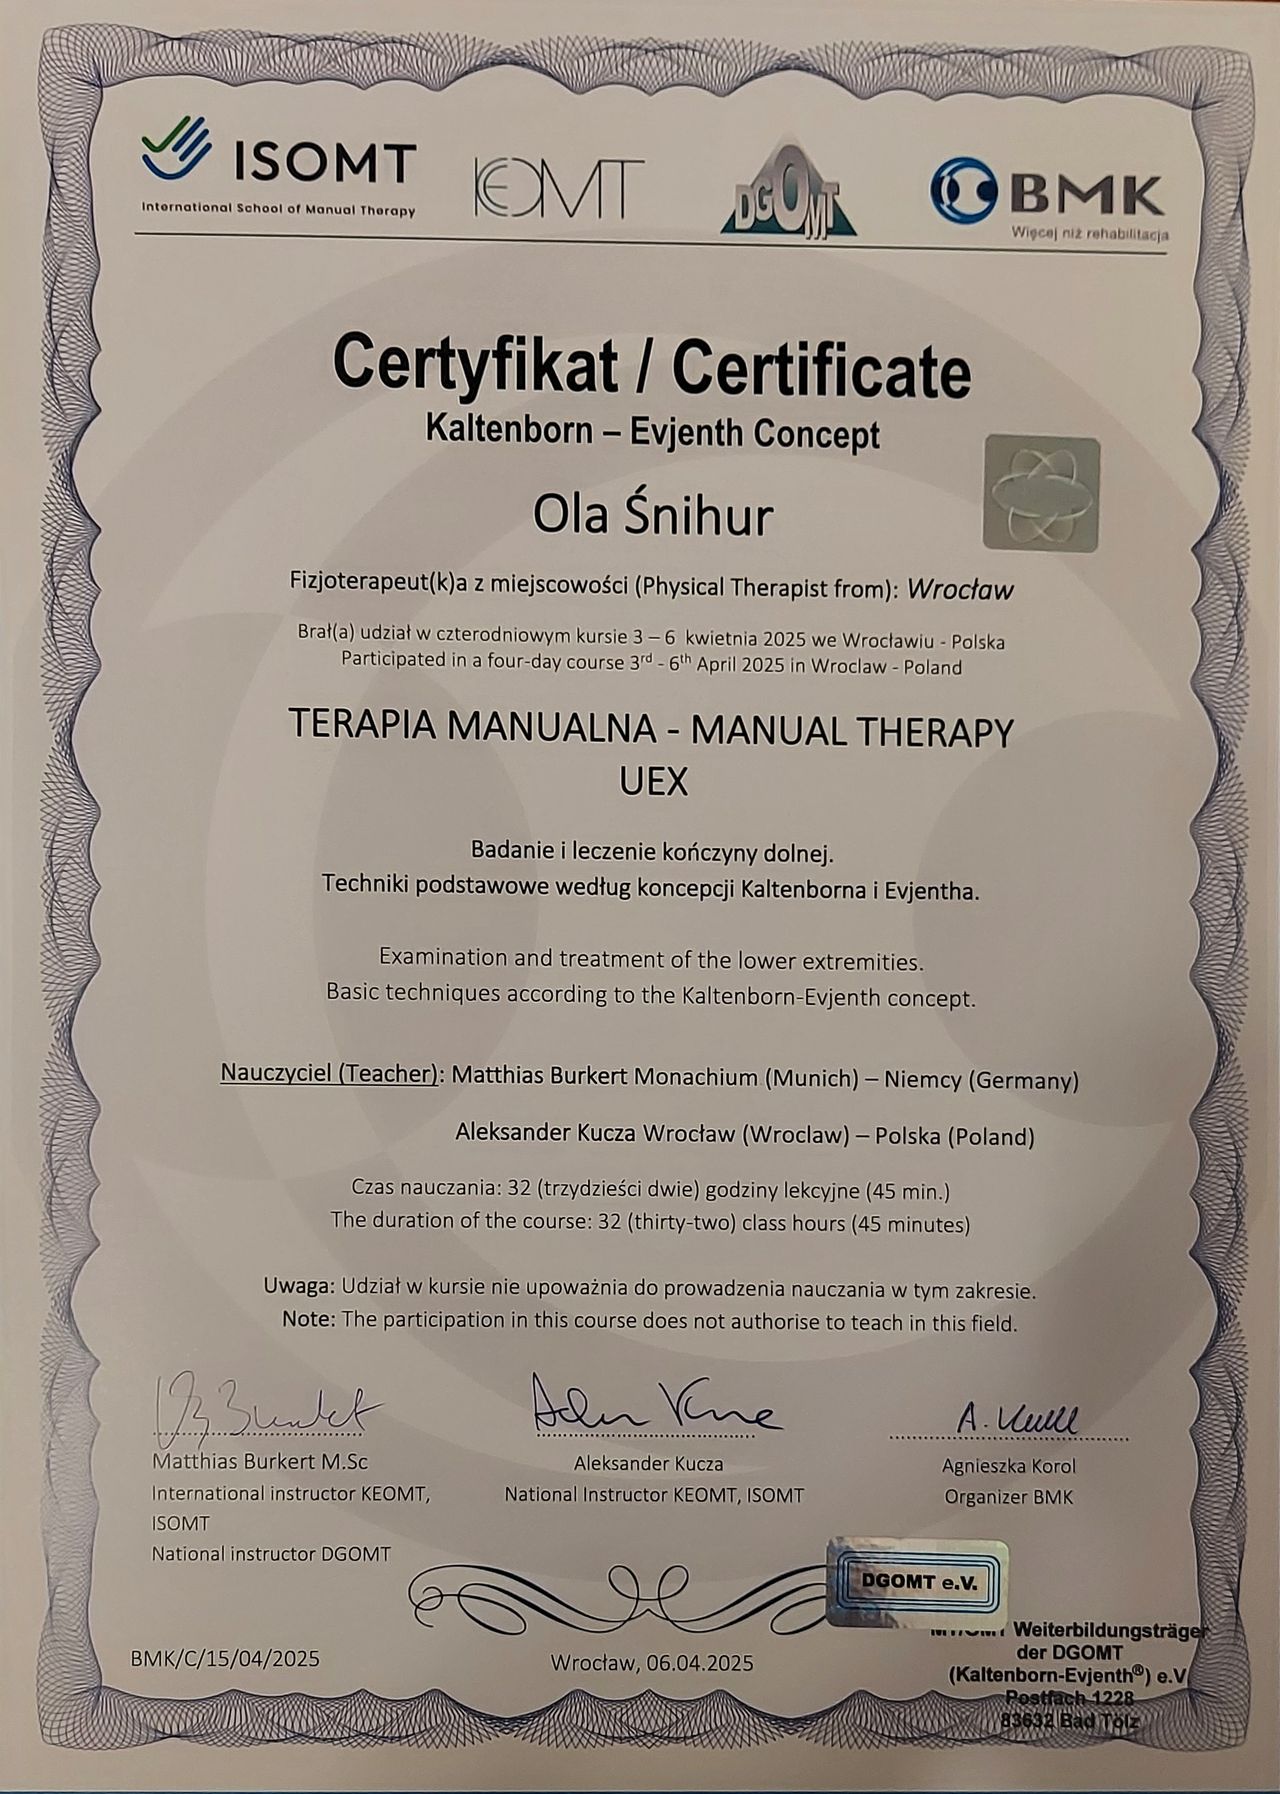 ISOMT
International School of Manual Therapy
KEOMT
DGOMT
BMK
Więcej niż rehabilitacja
Certyfikat / Certificate
Kaltenborn – Evjenth Concept
Ola Śnihur
Fizjoterapeut(k)a z miejscowości (Physical Therapist from): Wrocław
Brał(a) udział w czterodniowym kursie 3 – 6 kwietnia 2025 we Wrocławiu - Polska
Participated in a four-day course 3rd - 6th April 2025 in Wroclaw - Poland
TERAPIA MANUALNA - MANUAL THERAPY
UEX
Badanie i leczenie kończyny dolnej.
Techniki podstawowe według koncepcji Kaltenborna i Evjentha.
Examination and treatment of the lower extremities.
Basic techniques according to the Kaltenborn-Evjenth concept.
Nauczyciel (Teacher): Matthias Burkert Monachium (Munich) – Niemcy (Germany)
Aleksander Kucza Wrocław (Wroclaw) – Polska (Poland)
Czas nauczania: 32 (trzydzieści dwie) godziny lekcyjne (45 min.)
The duration of the course: 32 (thirty-two) class hours (45 minutes)
Uwaga: Udział w kursie nie upoważnia do prowadzenia nauczania w tym zakresie.
Note: The participation in this course does not authorise to teach in this field.
Matthias Burkert M.Sc
International instructor KEOMT,
ISOMT
National instructor DGOMT
Aleksander Kucza
National Instructor KEOMT, ISOMT
Agnieszka Korol
Organizer BMK
DGOMT e.V.
Weiterbildungsträger
der DGOMT
(Kaltenborn-Evjenth®) e.V
Postfach 1228
83632 Bad Tölz
BMK/C/15/04/2025
Wrocław, 06.04.2025